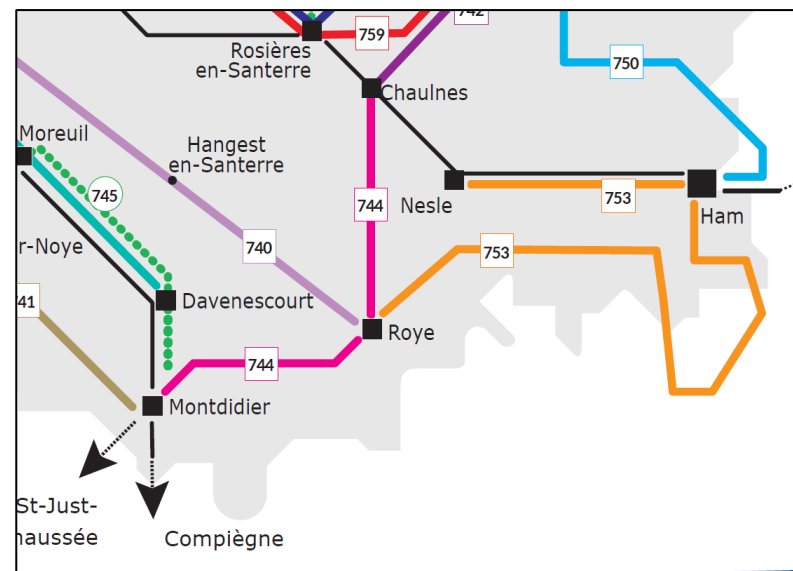 742
759
Rosières
en-Santerre
750
Chaulnes
Moreuil
Hangest
en-Santerre
745
744
Nesle
753
Ham
r-Noye
740
753
41
Davenescourt
Roye
744
Montdidier
St-Just-
haussée
Compiègne